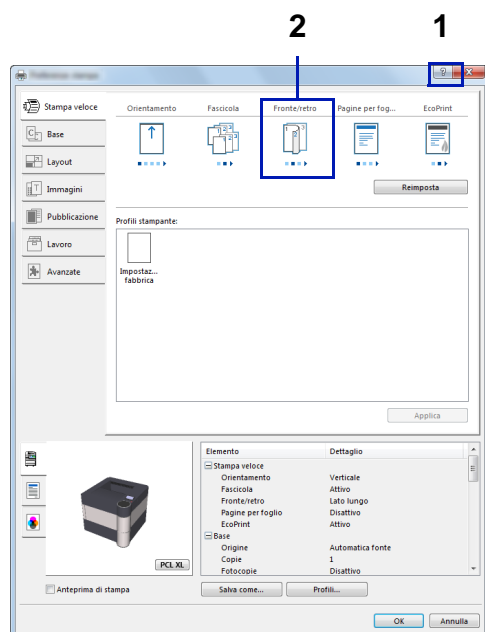 2 1
Preferenze stampa
?
Stampa veloce
Base
Layout
Immagini
Pubblicazione
Lavoro
Avanzate
Orientamento Fascicola Fronte/retro Pagine per fog... EcoPrint
Reimposta
Profili stampante:
Impostaz...
fabbrica
Applica
PCL XL
Anteprima di stampa
Elemento Dettaglio
Stampa veloce
Orientamento Verticale
Fascicola Attivo
Fronte/retro Lato lungo
Pagine per foglio Disattivo
EcoPrint Attivo
Base
Origine Automatica fonte
Copie 1
Fotocopie Disattivo
Salva come... Profili...
OK Annulla